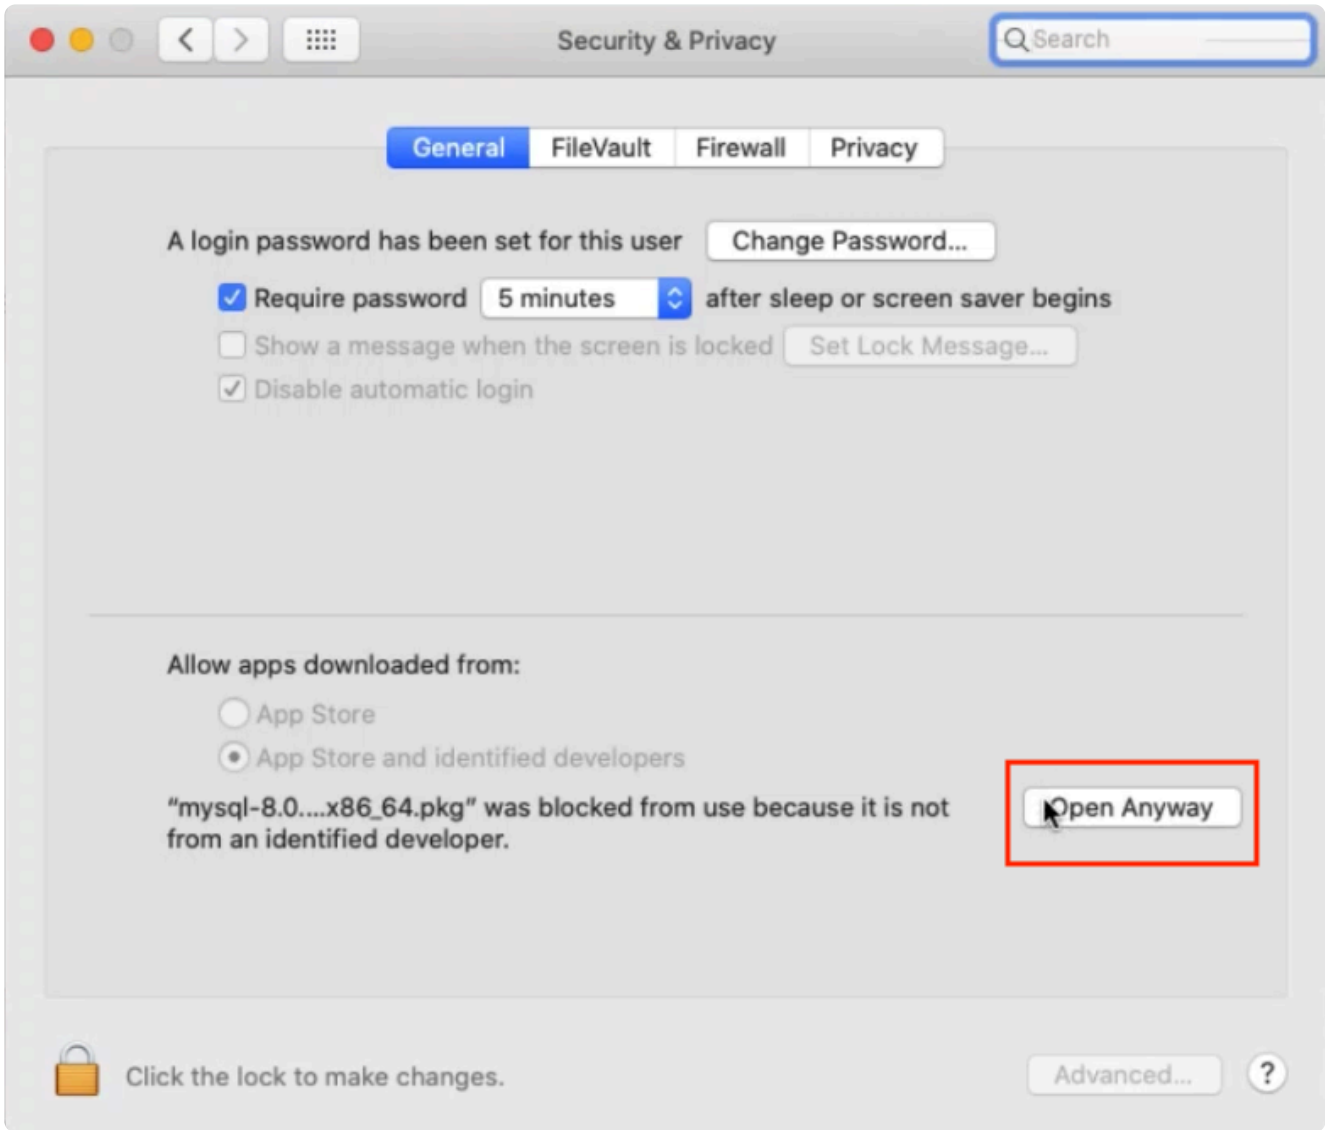 Security & Privacy
Search
General FileVault Firewall Privacy
A login password has been set for this user Change Password...
Require password 5 minutes after sleep or screen saver begins
Show a message when the screen is locked Set Lock Message...
Disable automatic login
Allow apps downloaded from:
App Store
App Store and identified developers
“mysql-8.0....x86_64.pkg” was blocked from use because it is not Open Anyway
from an identified developer.
Click the lock to make changes. Advanced... ?